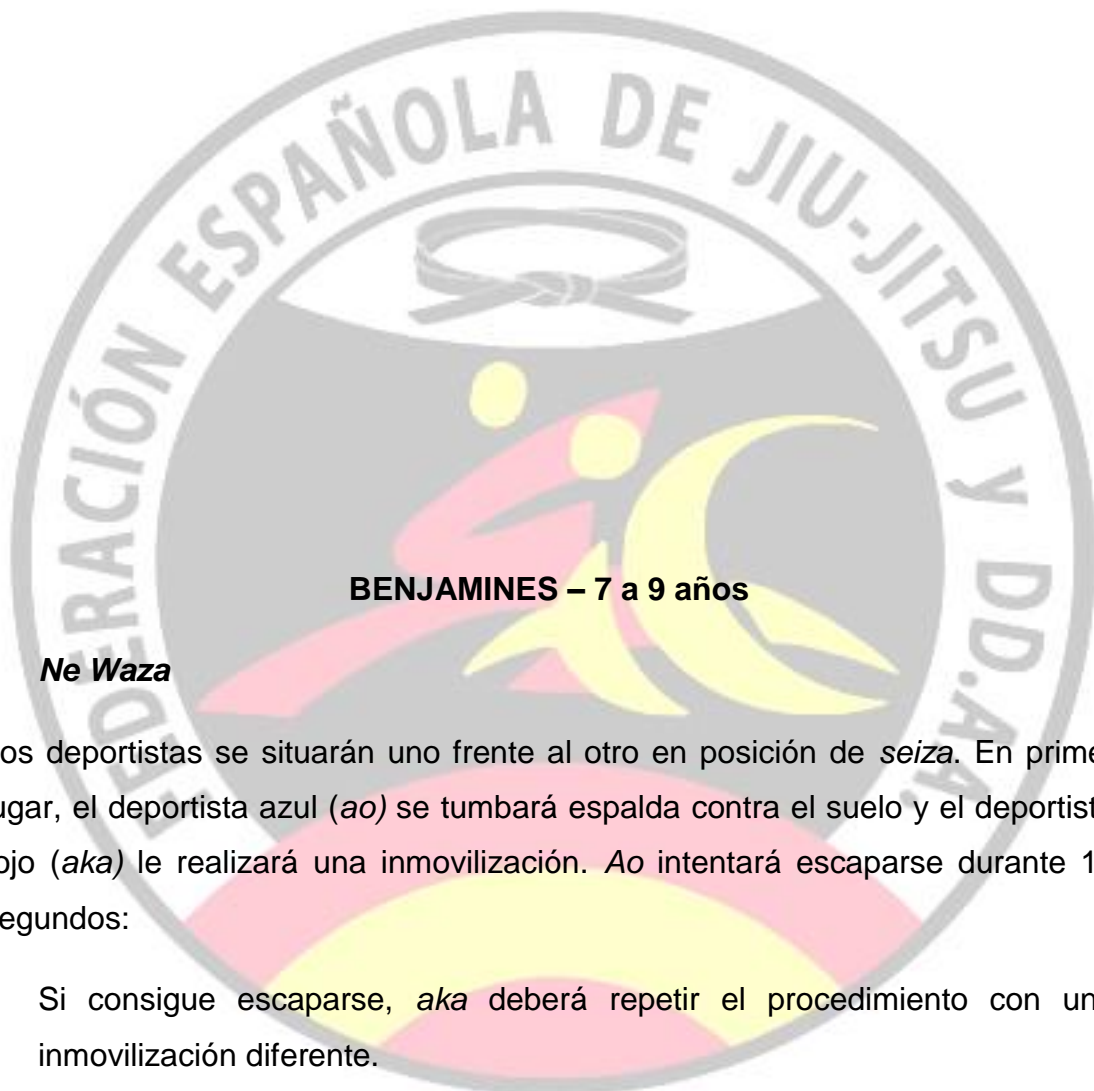 FEDERACIÓN ESPAÑOLA DE JIU-JITSU Y DD.AA.
BENJAMINES – 7 a 9 años
Ne Waza
os deportistas se situarán uno frente al otro en posición de seiza. En prime
ugar, el deportista azul (ao) se tumbará espalda contra el suelo y el deportist
ojo (aka) le realizará una inmovilización. Ao intentará escaparse durante 1
egundos:
Si consigue escaparse, aka deberá repetir el procedimiento con un
inmovilización diferente.